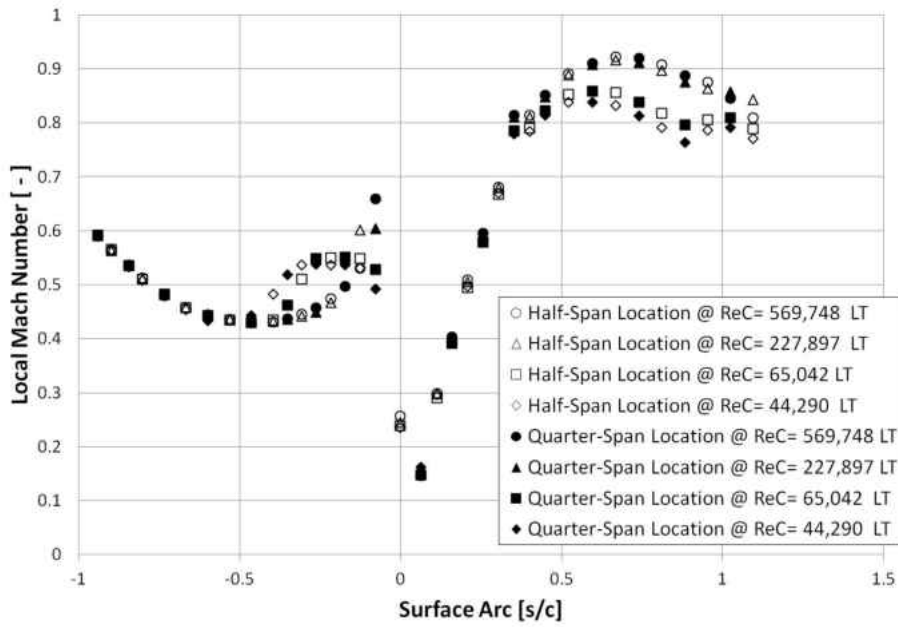 1
0.9
0.8
0.7
0.6
0.5
0.4
0.3
0.2
0.1
0
Local Mach Number [ - ]
-1
-0.5
0
0.5
1
1.5
Surface Arc [s/c]
Half-Span Location @ ReC= 569,748 LT
Half-Span Location @ ReC= 227,897 LT
Half-Span Location @ ReC= 65,042 LT
Half-Span Location @ ReC= 44,290 LT
Quarter-Span Location @ ReC= 569,748 LT
Quarter-Span Location @ ReC= 227,897 LT
Quarter-Span Location @ ReC= 65,042 LT
Quarter-Span Location @ ReC= 44,290 LT